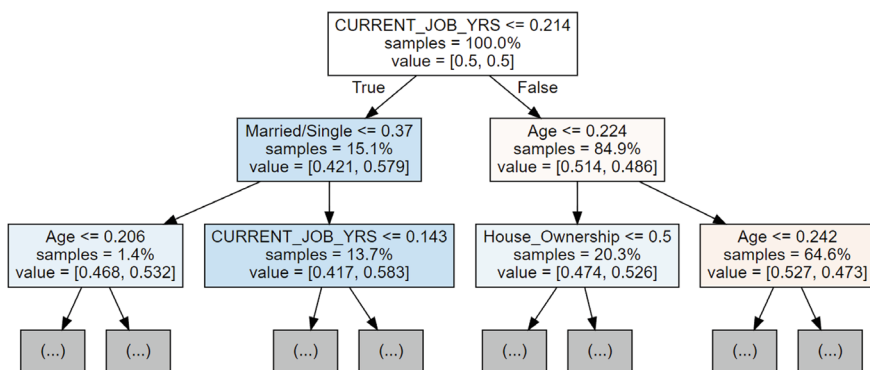 CURRENT_JOB_YRS <= 0.214
samples = 100.0%
value = [0.5, 0.5]
True
False
Married/Single <= 0.37
samples = 15.1%
value = [0.421, 0.579]
Age <= 0.224
samples = 84.9%
value = [0.514, 0.486]
Age <= 0.206
samples = 1.4%
value = [0.468, 0.532]
CURRENT_JOB_YRS <= 0.143
samples = 13.7%
value = [0.417, 0.583]
House_Ownership <= 0.5
samples = 20.3%
value = [0.474, 0.526]
Age <= 0.242
samples = 64.6%
value = [0.527, 0.473]
(...)
(...)
(...)
(...)
(...)
(...)
(...)
(...)